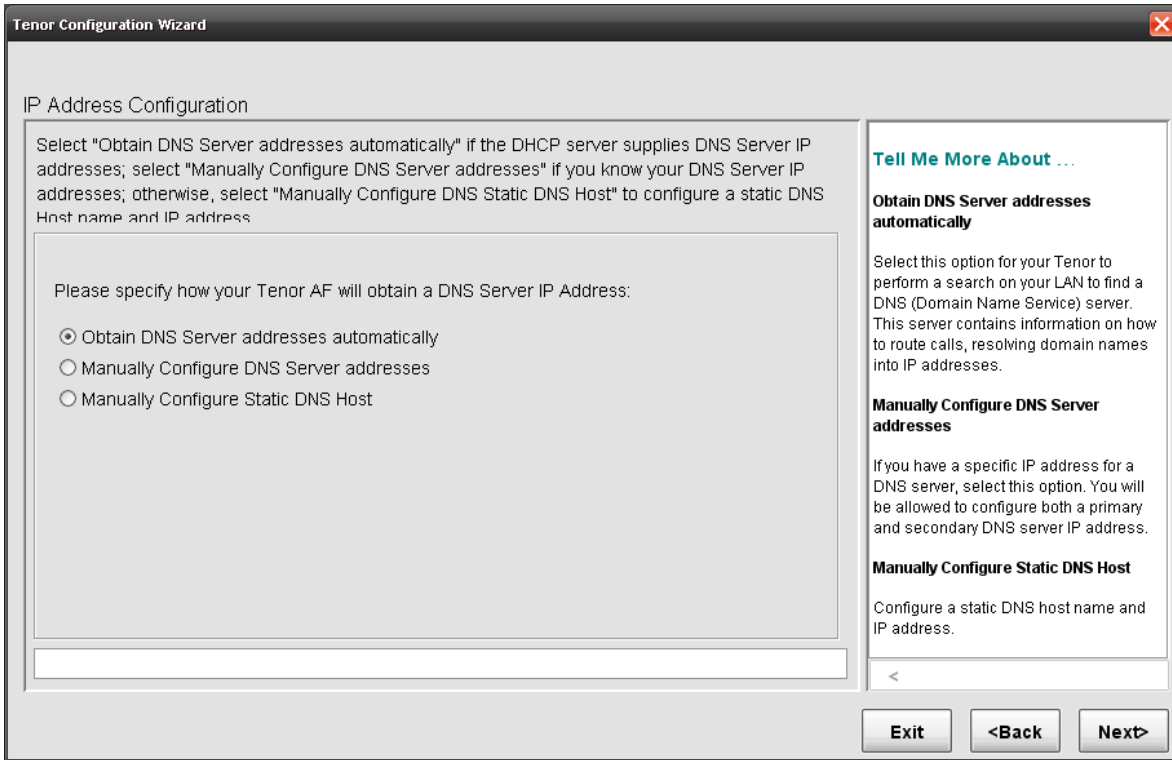 Tenor Configuration Wizard
IP Address Configuration
Select "Obtain DNS Server addresses automatically" if the DHCP server supplies DNS Server IP
addresses; select "Manually Configure DNS Server addresses" if you know your DNS Server IP
addresses; otherwise, select "Manually Configure DNS Static DNS Host" to configure a static DNS
Host name and IP address
Please specify how your Tenor AF will obtain a DNS Server IP Address:
Obtain DNS Server addresses automatically
Manually Configure DNS Server addresses
Manually Configure Static DNS Host
Tell Me More About ...
Obtain DNS Server addresses
automatically
Select this option for your Tenor to
perform a search on your LAN to find a
DNS (Domain Name Service) server.
This server contains information on how
to route calls, resolving domain names
into IP addresses.
Manually Configure DNS Server
addresses
If you have a specific IP address for a
DNS server, select this option. You will
be allowed to configure both a primary
and secondary DNS server IP address.
Manually Configure Static DNS Host
Configure a static DNS host name and
IP address.
<
Exit
<Back
Next>